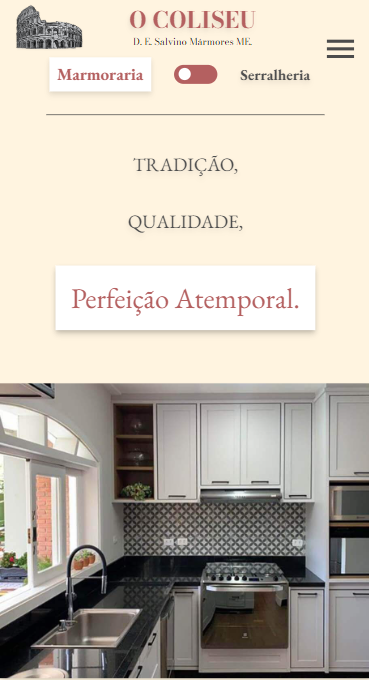 O COLISEU
D. E. Salvino Mármores ME.
Marmoraria
Serralheria
TRADIÇÃO,
QUALIDADE,
Perfeição Atemporal.